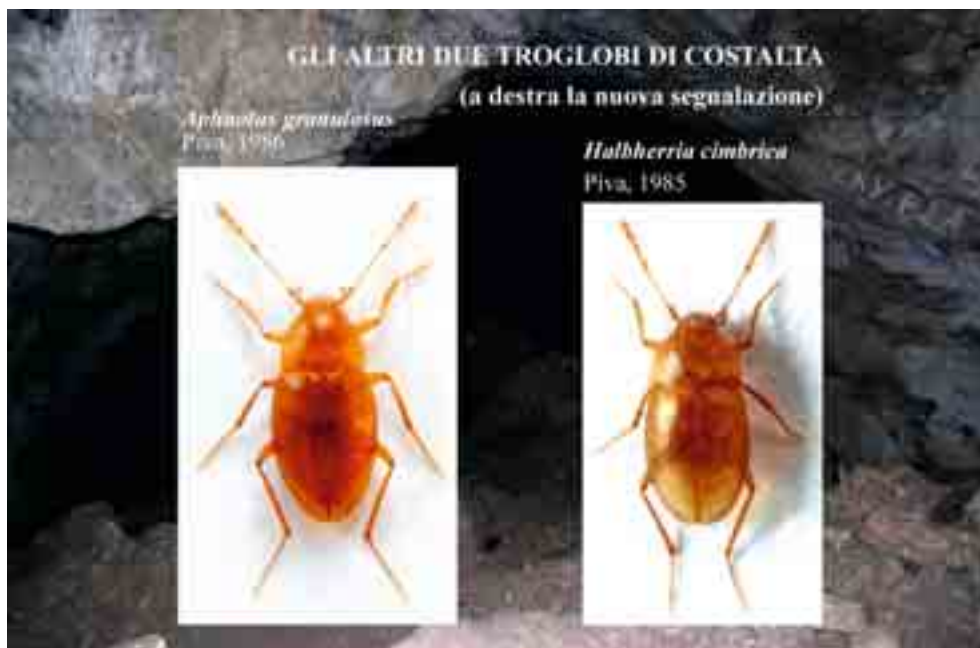 GLI ALTRI DUE TROGLOBI DI COSTALTA
(a destra la nuova segnalazione)
Aphaotus granulosus
Piva, 1986
Halbherria cimbrica
Piva, 1985